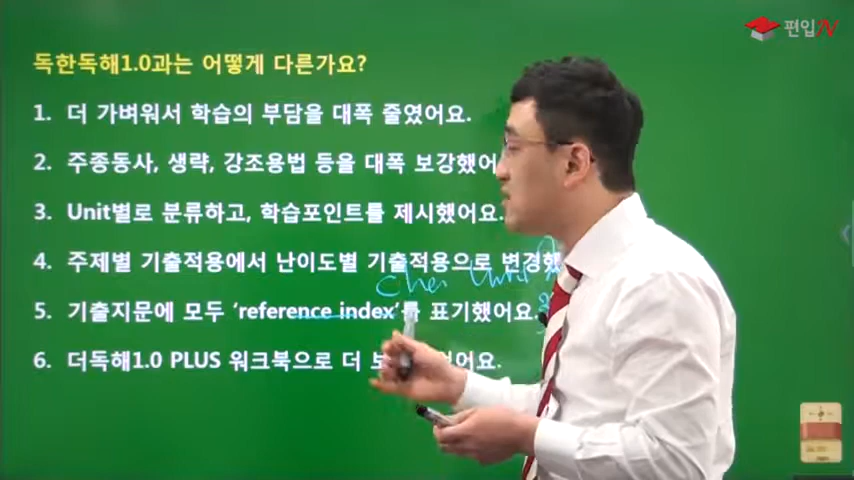 편입N
독한독해1.0과는 어떻게 다른가요?
1. 더 가벼워서 학습의 부담을 대폭 줄였어요.
2. 주종동사, 생략, 강조용법 등을 대폭 보강했어
3. Unit별로 분류하고, 학습포인트를 제시했어요.
4. 주제별 기출적용에서 난이도별 기출적용으로 변경했
5. 기출지문에 모두 ‘reference index’를 표기했어요.
6. 더독해1.0 PLUS 워크북으로 더 요.